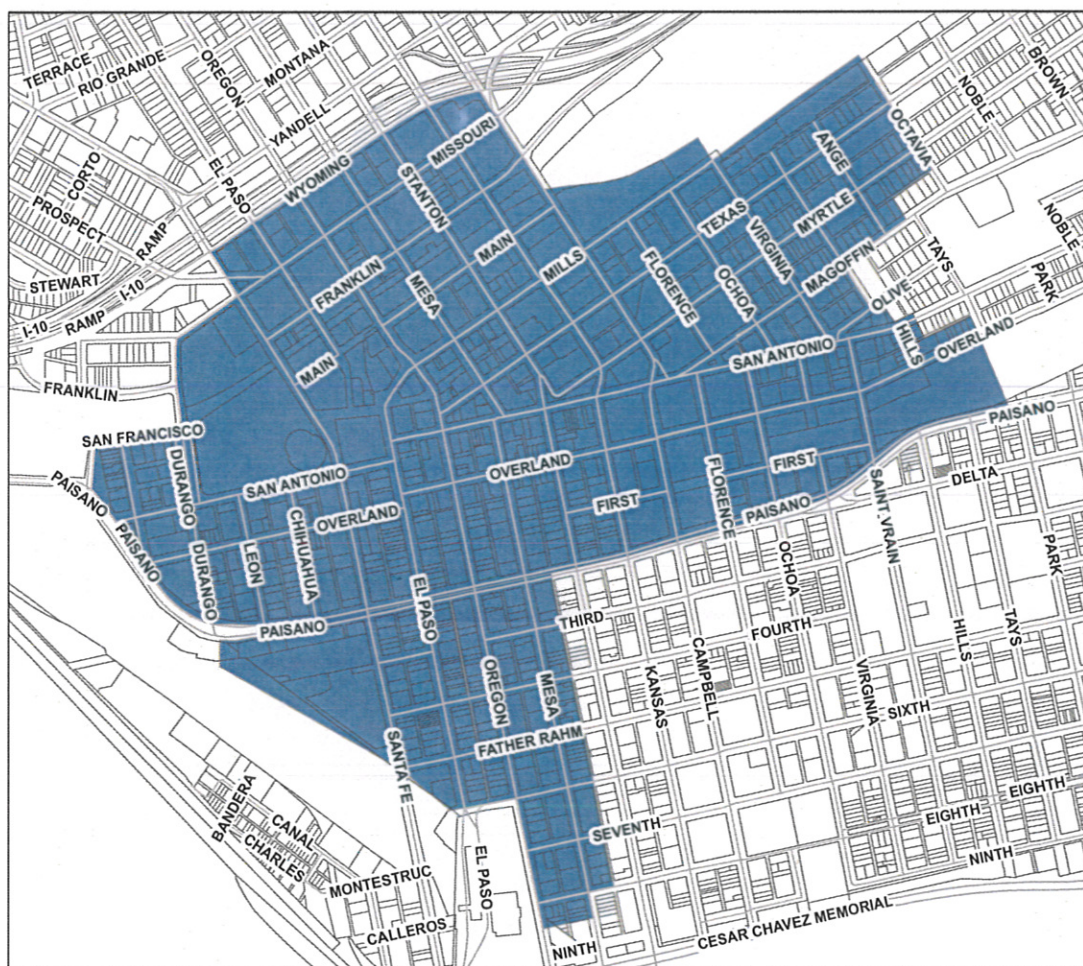 TERRACE
RIO GRANDE
OREGON
MONTANA
YANDELL
CORTO
PROSPECT
EL PASO
WYOMING
MISSOURI
STANTON
STEWART
RAMP
I-10
I-10
RAMP
FRANKLIN
MAIN
MESA
MAIN
MILLS
TEXAS
ANGE
OCTAVIA
NOBLE
BROWN
VIRGINIA
MYRTLE
FLORENCE
OCHOA
MAGOFFIN
TAYS
NOBLE
PARK
OLIVE
HILLS
OVERLAND
SAN ANTONIO
FRANKLIN
SAN FRANCISCO
DURANGO
PAISANO
PAISANO
SAN ANTONIO
OVERLAND
OVERLAND
FIRST
FLORENCE
FIRST
PAISANO
PAISANO
DURANGO
LEON
CHIHUAHUA
PAISANO
EL PASO
SAINT VRAIN
DELTA
PARK
OCHOA
THIRD
FOURTH
OREGON
MESA
KANSAS
CAMPBELL
VIRGINIA
HILLS
TAYS
SIXTH
FATHER RAHM
SANTA FE
BANDERA
CANAL
CHARLES
MONTESTRUC
CALLEROS
EL PASO
SEVENTH
EIGHTH
EIGHTH
NINTH
NINTH
CESAR CHAVEZ MEMORIAL